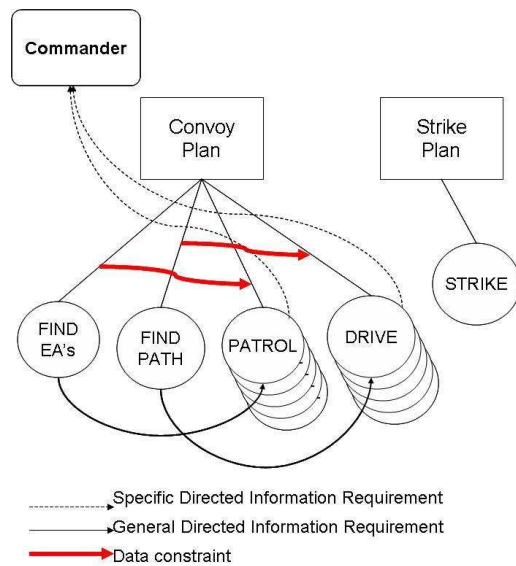 Commander
Convoy
Plan
Strike
Plan
FIND
EA's
FIND
PATH
PATROL
DRIVE
STRIKE
Specific Directed Information Requirement
General Directed Information Requirement
Data constraint